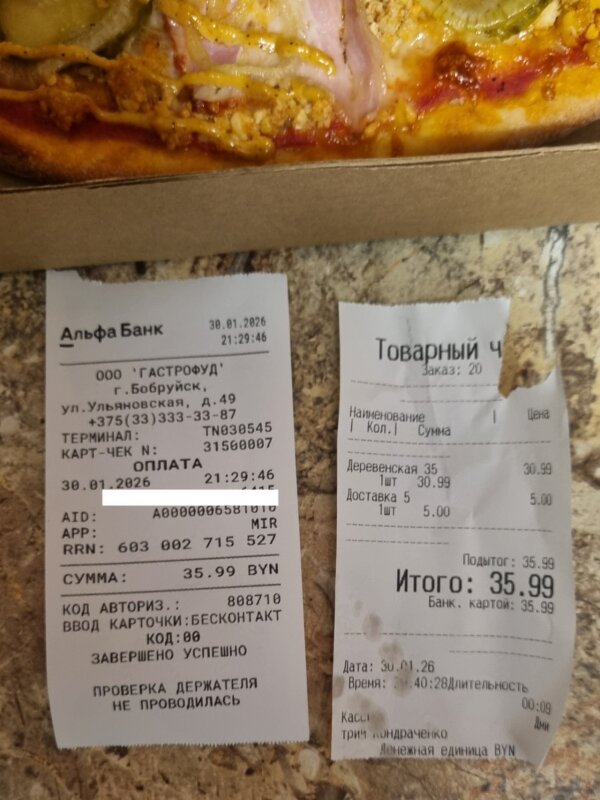 Альфа Банк
30.01.2026
21:29:46
ООО 'ГАСТРОФУД'
г.Бобруйск,
ул.Ульяновская, д.49
+375(33)333-33-87
ТЕРМИНАЛ: TN030545
КАРТ-ЧЕК N: 31500007
ОПЛАТА
30.01.2026 21:29:46
AID: A0000006581010
APP: MIR
RRN: 603 002 715 527
СУММА: 35.99 BYN
КОД АВТОРИЗ.: 808710
ВВОД КАРТОЧКИ:БЕСКОНТАКТ
КОД:00
ЗАВЕРШЕНО УСПЕШНО
ПРОВЕРКА ДЕРЖАТЕЛЯ
НЕ ПРОВОДИЛАСЬ
Товарный ч
Заказ: 20
Наименование | Цена
| Кол.| Сумма
Деревенская 35 30.99
1шт 30.99
Доставка 5 5.00
1шт 5.00
Подытог: 35.99
Итого: 35.99
Банк. картой: 35.99
Дата: 30.01.26
Время: :40:28Длительность
00:09
Дми
трий Кондраченко
Денежная единица BYN